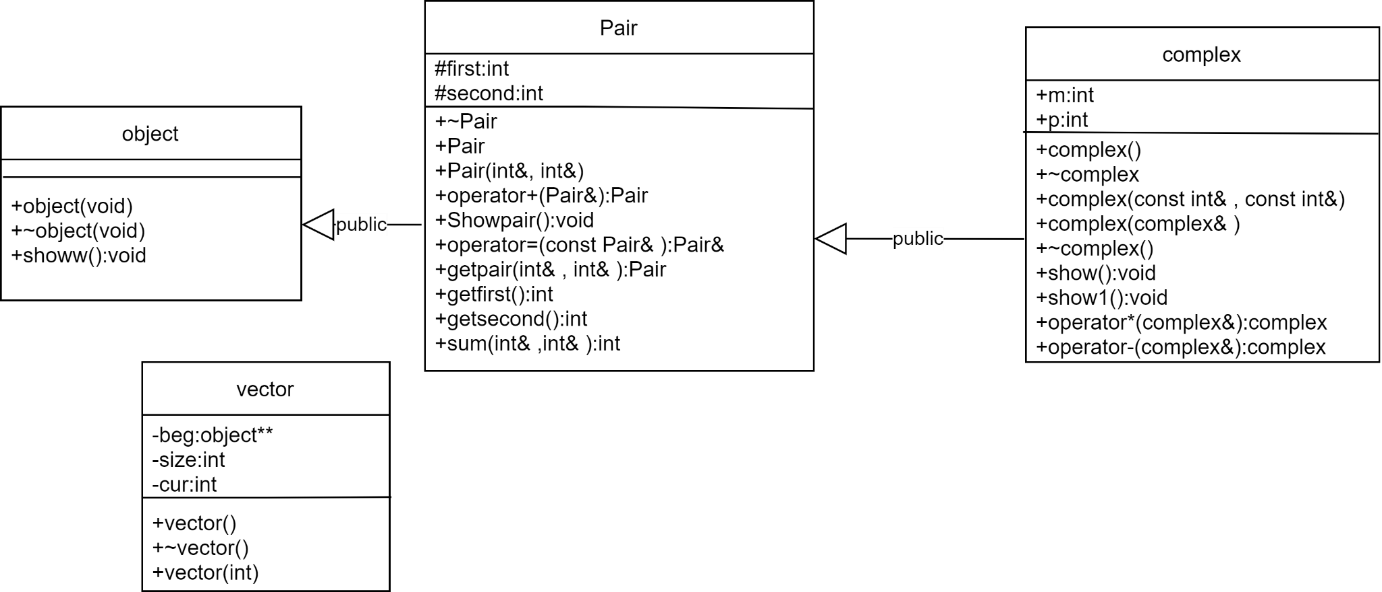 object
+object(void)
+~object(void)
+showw():void
public
Pair
#first:int
#second:int
+~Pair
+Pair
+Pair(int&, int&)
+operator+(Pair&):Pair
+Showpair():void
+operator=(const Pair& ):Pair&
+getpair(int& , int& ):Pair
+getfirst():int
+getsecond():int
+sum(int& ,int& ):int
public
complex
+m:int
+p:int
+complex()
+~complex
+complex(const int& , const int&)
+complex(complex& )
+~complex()
+show():void
+show1():void
+operator*(complex&):complex
+operator-(complex&):complex
vector
-beg:object**
-size:int
-cur:int
+vector()
+~vector()
+vector(int)